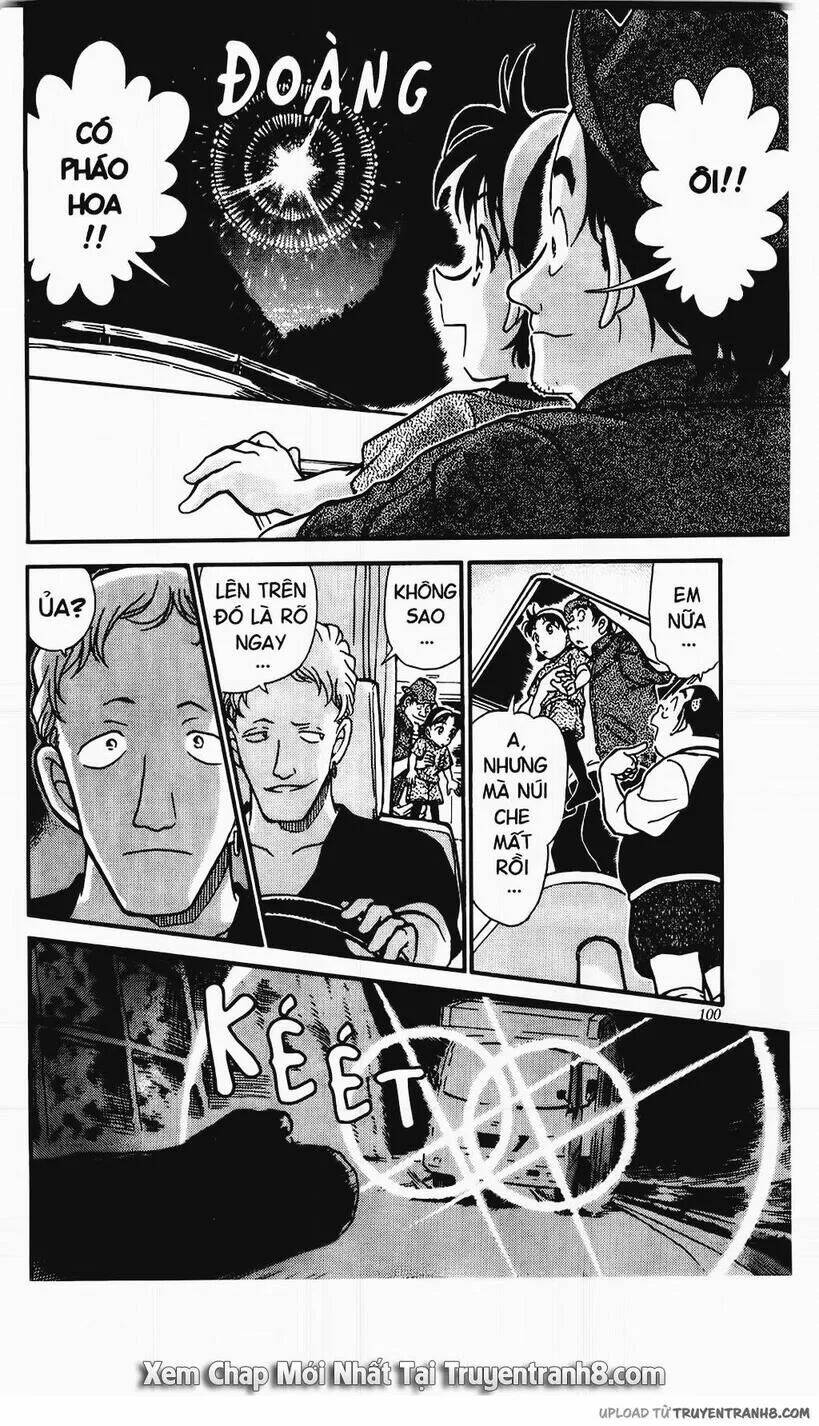 ĐOÀNG
ÔI!!
CÓ
PHÁO
HOA
!!
EM
NỮA
...
A,
NHƯNG
MÀ NÚI
CHE
MẤT
RỒI
...
KHÔNG
SAO
...
LÊN TRÊN
ĐÓ LÀ RÕ
NGAY
...
ỦA?
100
KÉÉT
Xem Chap Mới Nhất Tại Truyentranh8.com
UPLOAD TỪ TRUYENTRANH8.COM